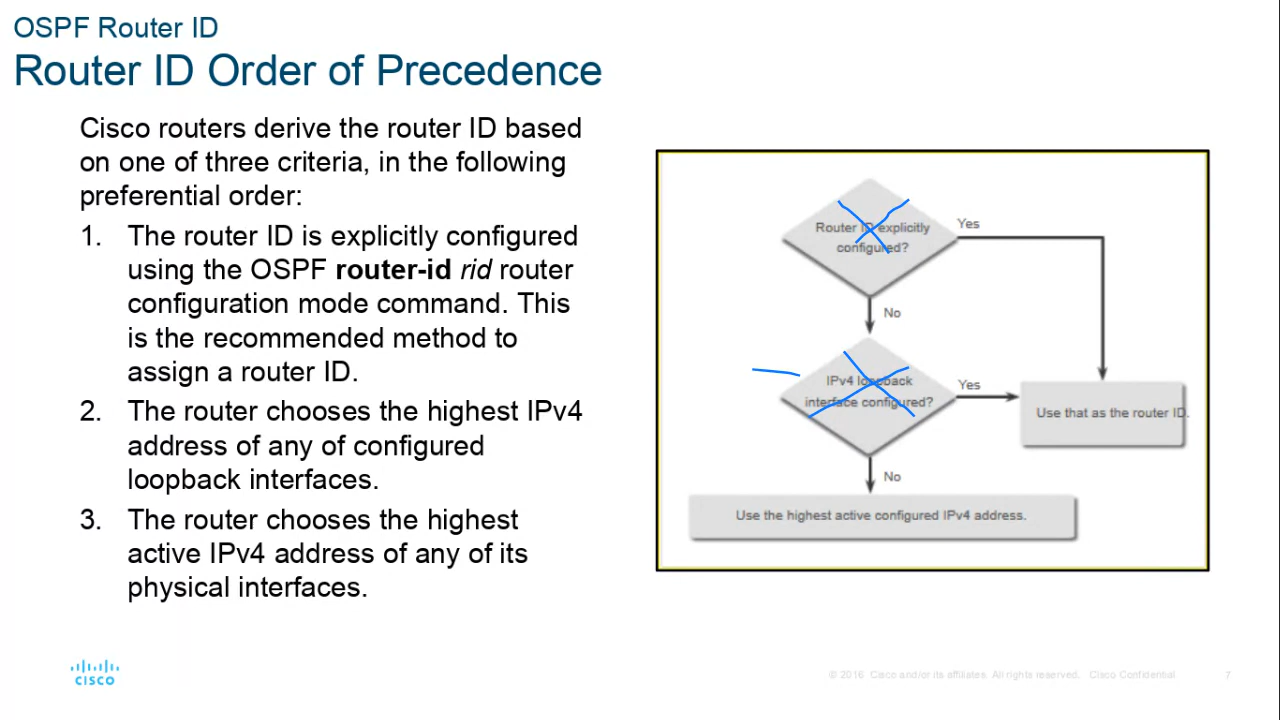 OSPF Router ID
Router ID Order of Precedence
Cisco routers derive the router ID based
on one of three criteria, in the following
preferential order:
1. The router ID is explicitly configured
using the OSPF router-id rid router
configuration mode command. This
is the recommended method to
assign a router ID.
2. The router chooses the highest IPv4
address of any of configured
loopback interfaces.
3. The router chooses the highest
active IPv4 address of any of its
physical interfaces.
Router ID explicitly
configured?
Yes
No
IPv4 loopback
interface configured?
Yes
Use that as the router ID.
No
Use the highest active configured IPv4 address.
CISCO
© 2016 Cisco and/or its affiliates. All rights reserved. Cisco Confidential
7